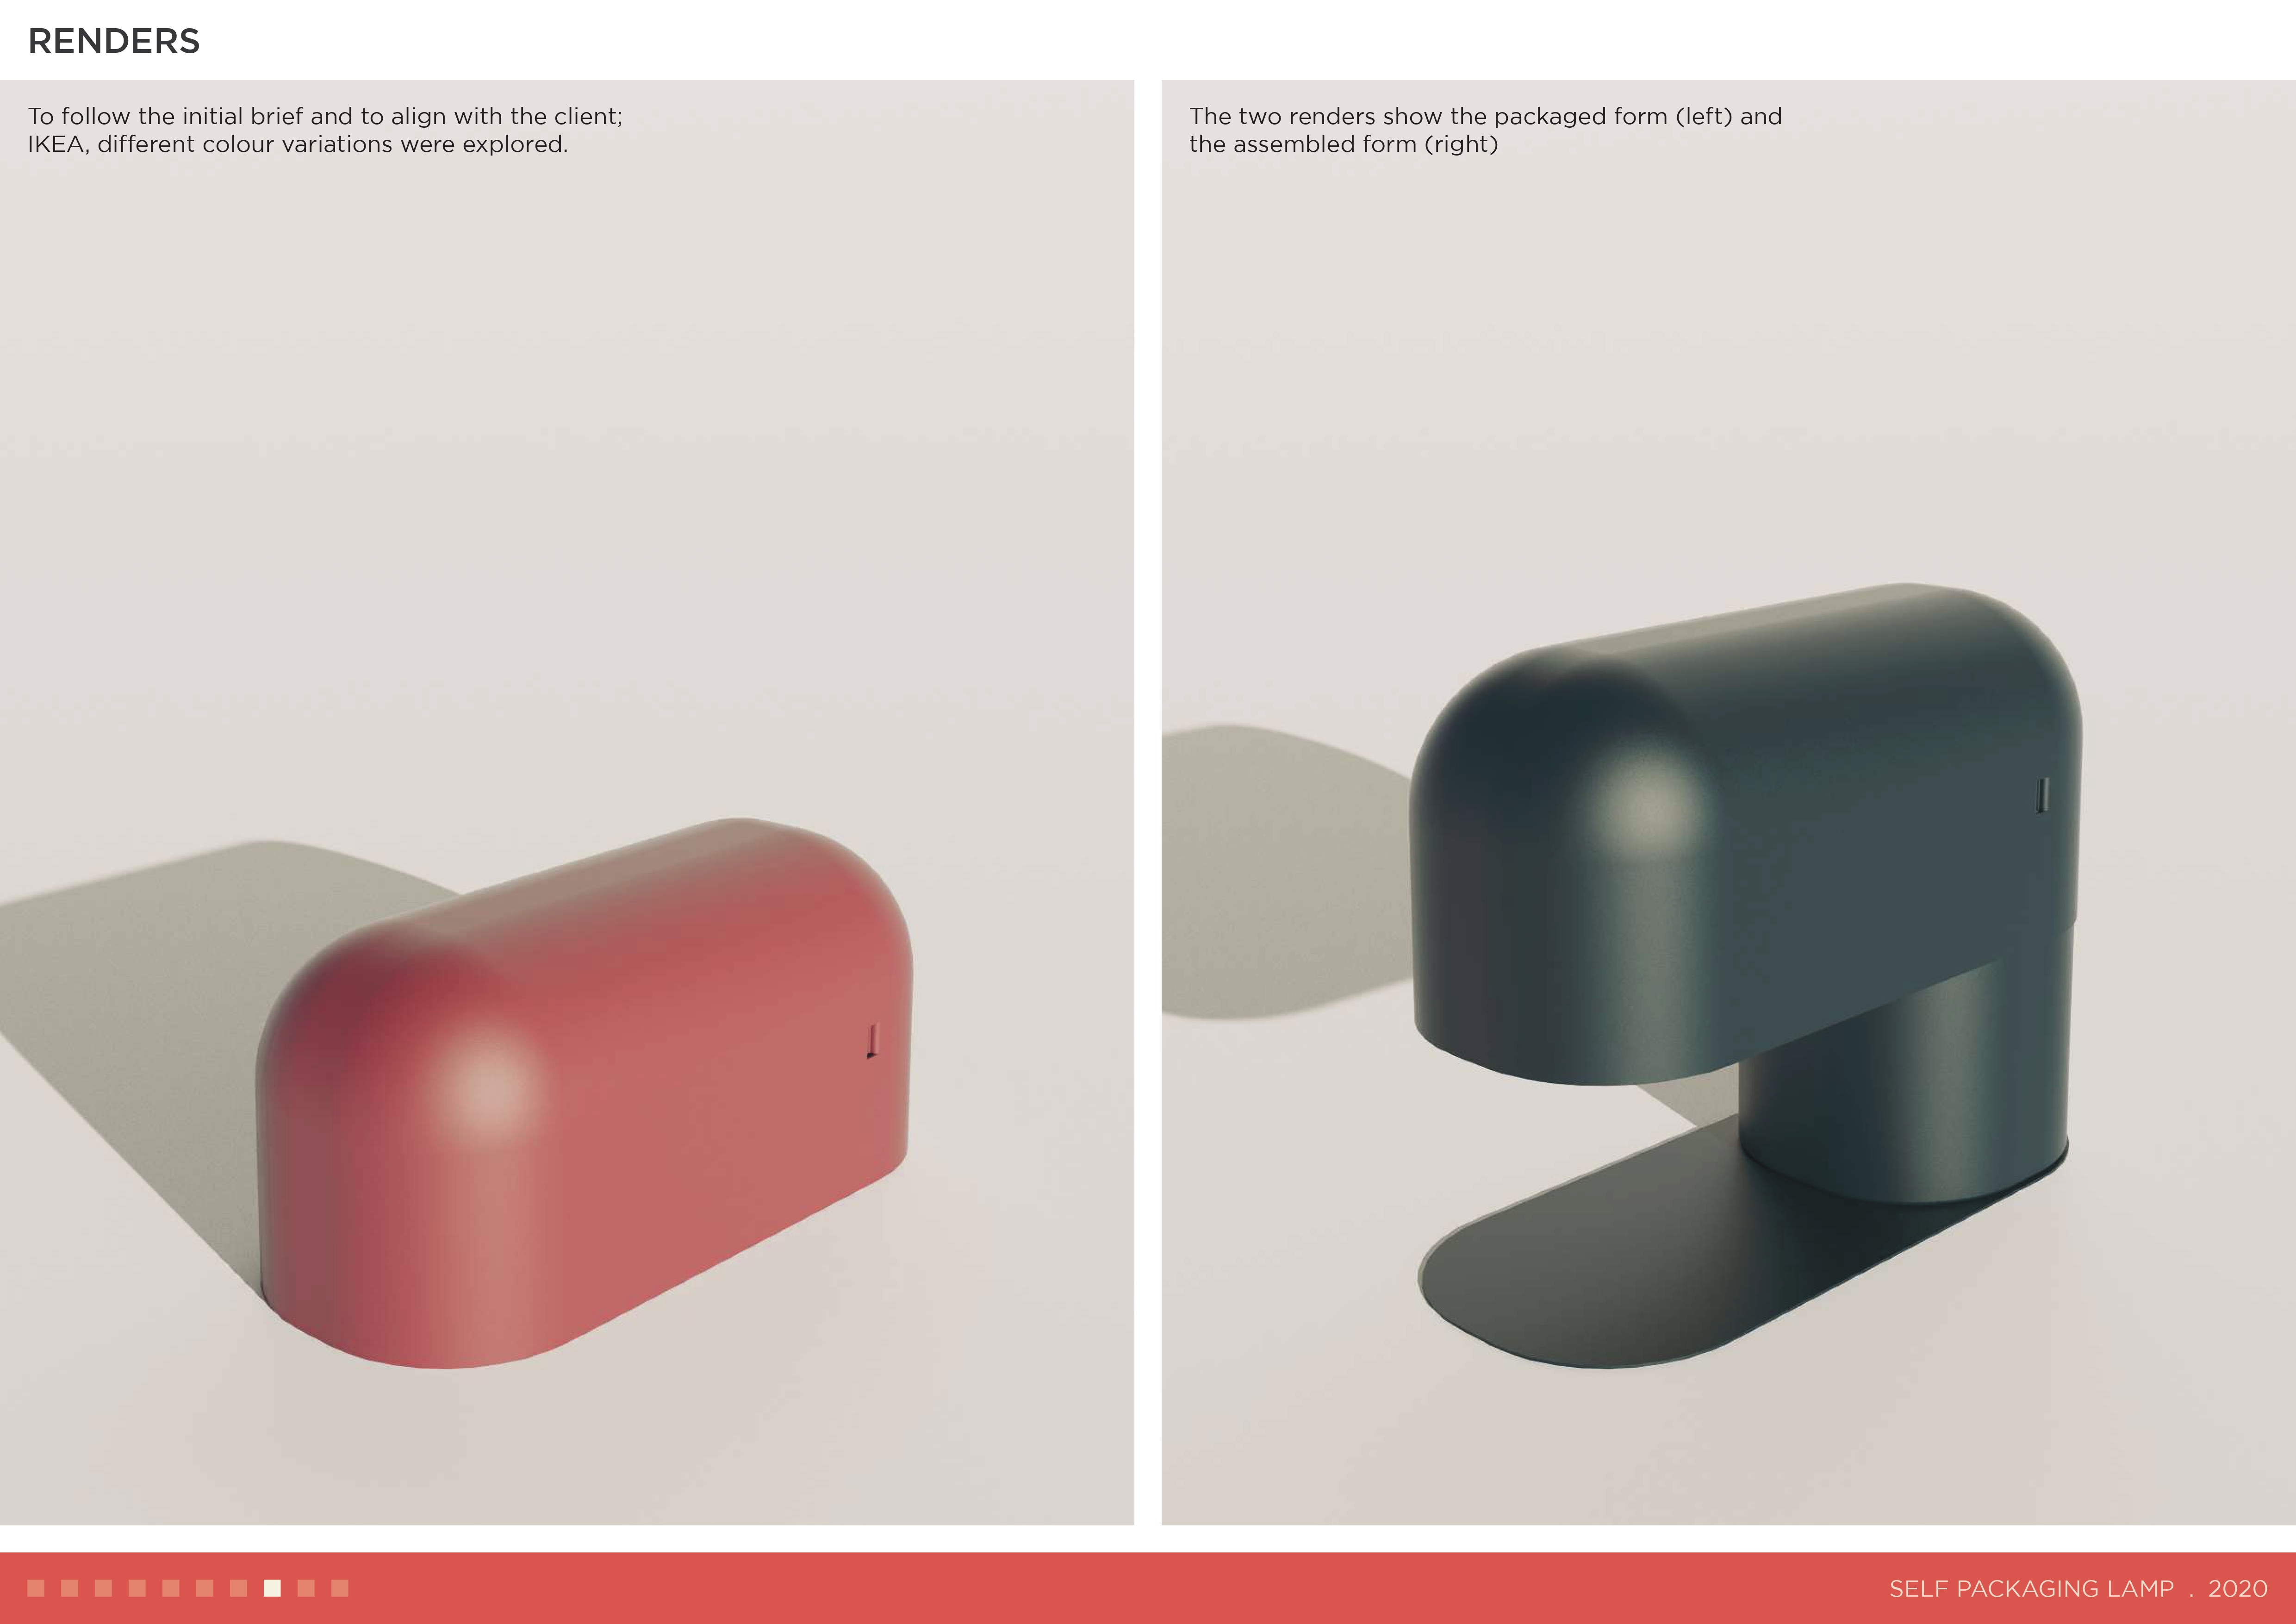 RENDERS
To follow the initial brief and to align with the client;
IKEA, different colour variations were explored.
The two renders show the packaged form (left) and
the assembled form (right)
SELF PACKAGING LAMP . 2020